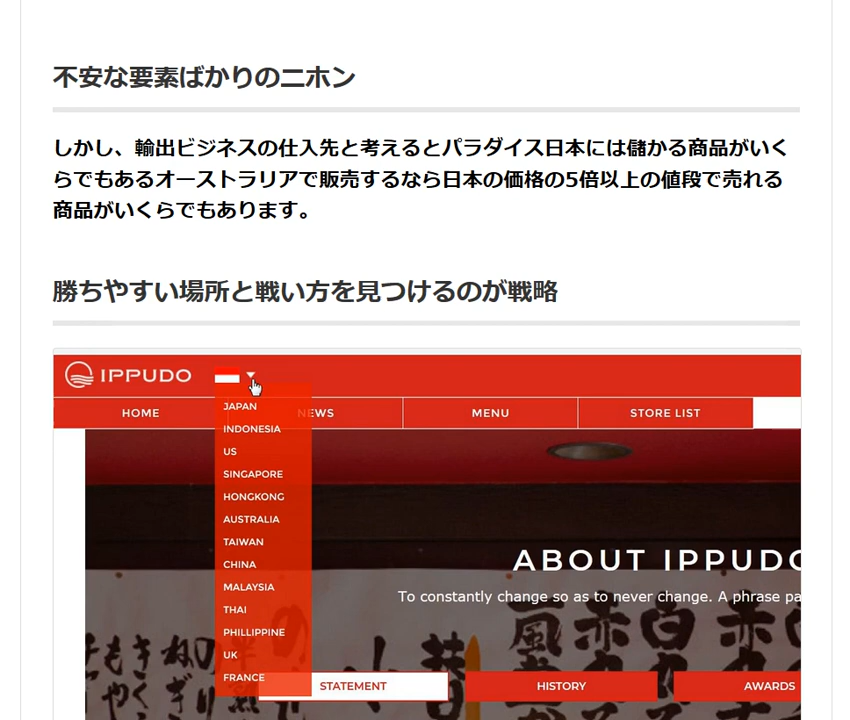 不安な要素ばかりのニホン
しかし、輸出ビジネスの仕入先と考えるとパラダイス日本には儲かる商品がいく
らでもあるオーストラリアで販売するなら日本の価格の5倍以上の値段で売れる
商品がいくらでもあります。
勝ちやすい場所と戦い方を見つけるのが戦略
IPPUDO
HOME
NEWS
MENU
STORE LIST
JAPAN
INDONESIA
US
SINGAPORE
HONGKONG
AUSTRALIA
TAIWAN
CHINA
MALAYSIA
THAI
PHILLIPPINE
UK
FRANCE
ABOUT IPPUDO
To constantly change so as to never change. A phrase pa
STATEMENT
HISTORY
AWARDS